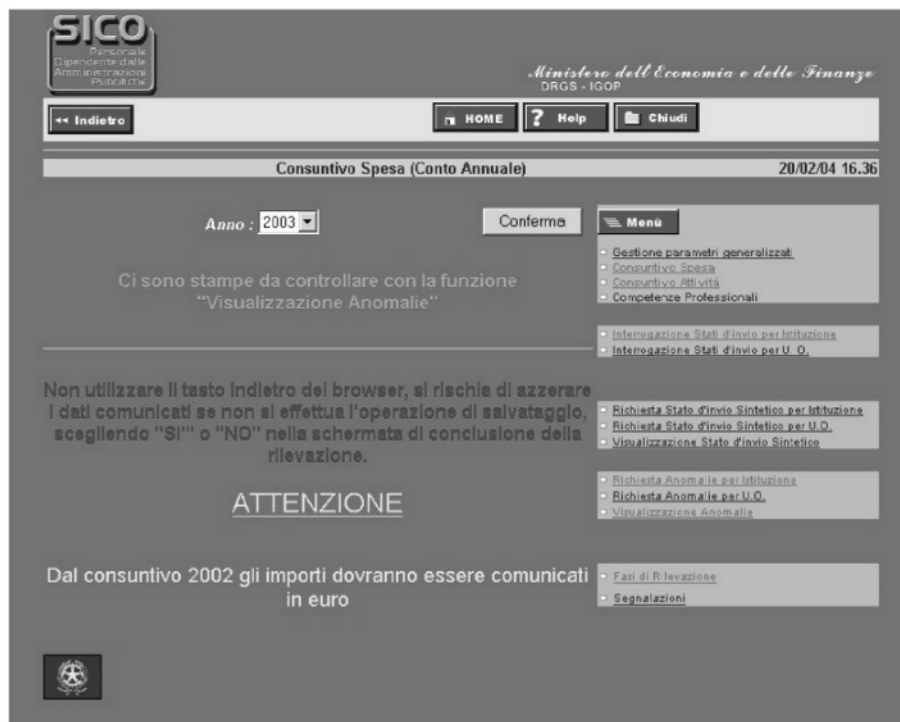 SICO
Personale
Dipendente dalle
Amministrazioni
Pubbliche
Ministero dell'Economia e delle Finanze
DRGS - IGOP
<< Indietro
HOME
? Help
Chiudi
Consuntivo Spesa (Conto Annuale)
20/02/04 16.36
Anno : 2003
Conferma
Menù
Gestione parametri generalizzati
Consuntivo Spesa
Consuntivo Attività
Competenze Professionali
Ci sono stampe da controllare con la funzione
"Visualizzazione Anomalie"
Interrogazione Stati d'invio per Istituzione
Interrogazione Stati d'invio per U. O.
Non utilizzare il tasto Indietro del browser, si rischia di azzerare
i dati comunicati se non si effettua l'operazione di salvataggio,
scegliendo "SI'" o "NO" nella schermata di conclusione della
rilevazione.
Richiesta Stato d'invio Sintetico per Istituzione
Richiesta Stato d'invio Sintetico per U.O.
Visualizzazione Stato d'invio Sintetico
Richiesta Anomalie per Istituzione
Richiesta Anomalie per U.O.
Visualizzazione Anomalie
ATTENZIONE
Dal consuntivo 2002 gli importi dovranno essere comunicati
in euro
Fasi di Rilevazione
Segnalazioni